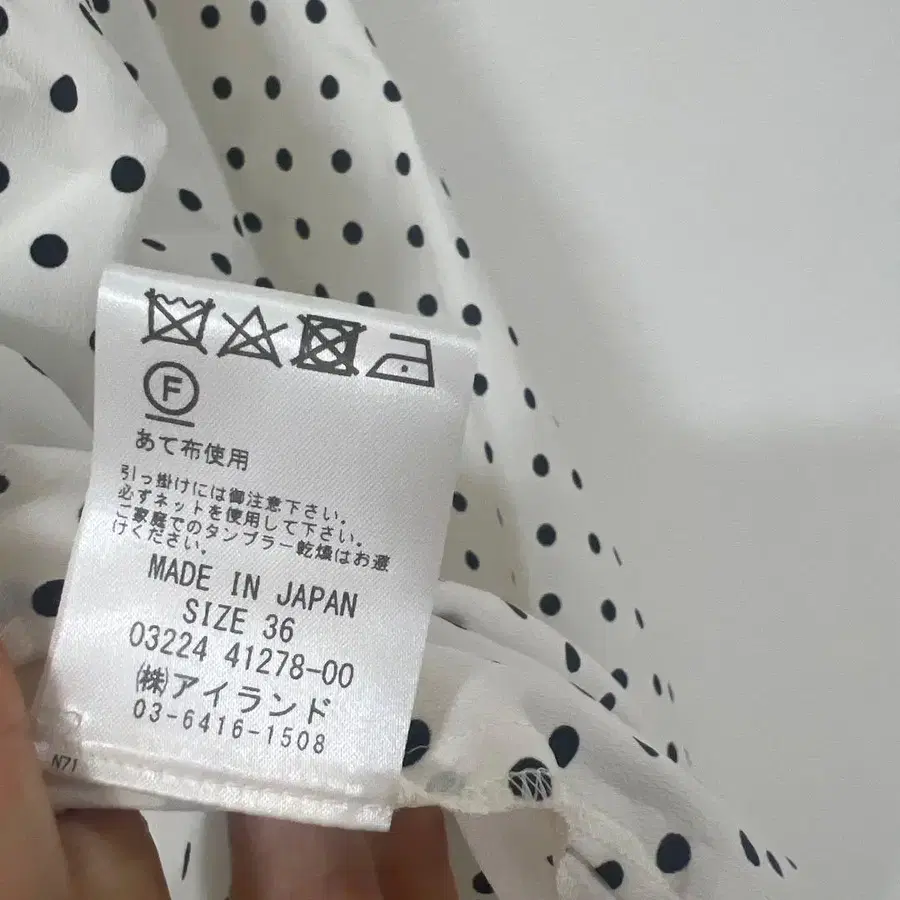 F
あて布使用
引っ掛けには御注意下さい。
必ずネットを使用して下さい。
ご家庭でのタンブラー乾燥はお避
けください。
MADE IN JAPAN
SIZE 36
03224 41278-00
㈱アイランド
03-6416-1508
N71